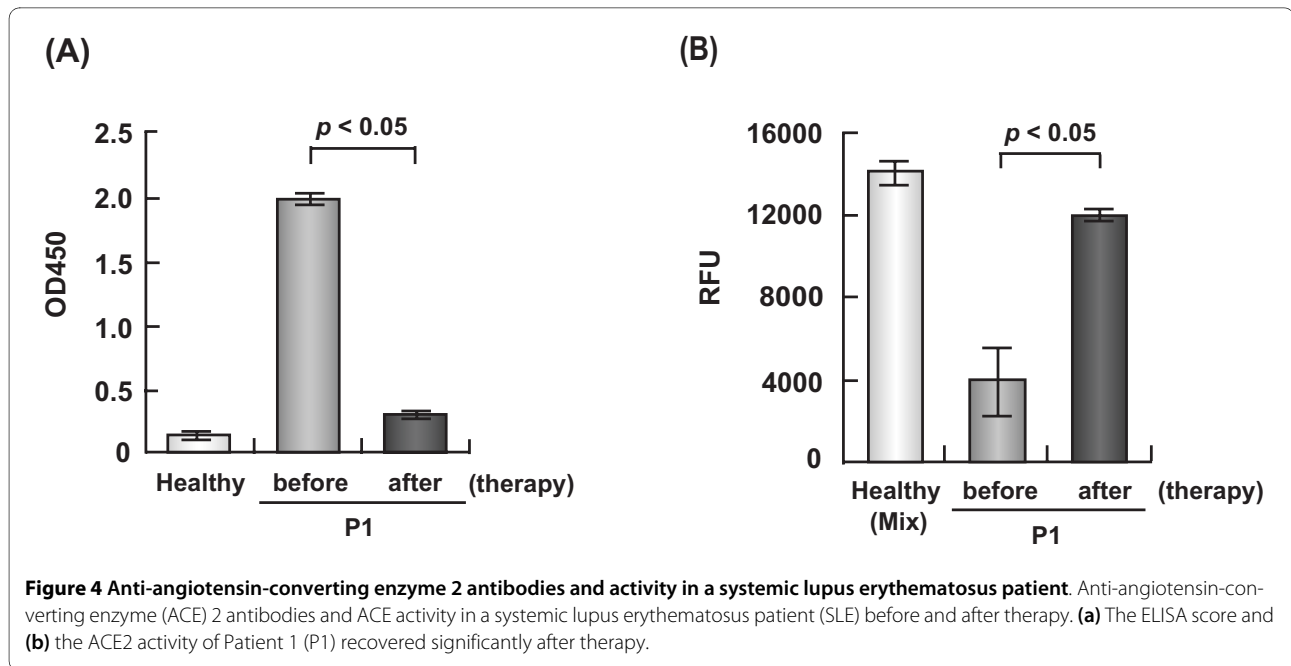 (A)
p < 0.05
2.5
2.0
1.5
1.0
0.5
0
OD450
Healthy before after (therapy)
P1
(B)
p < 0.05
16000
12000
8000
4000
0
RFU
Healthy before after (therapy)
(Mix)
P1
Figure 4 Anti-angiotensin-converting enzyme 2 antibodies and activity in a systemic lupus erythematosus patient. Anti-angiotensin-con-
verting enzyme (ACE) 2 antibodies and ACE activity in a systemic lupus erythematosus patient (SLE) before and after therapy. (a) The ELISA score and
(b) the ACE2 activity of Patient 1 (P1) recovered significantly after therapy.